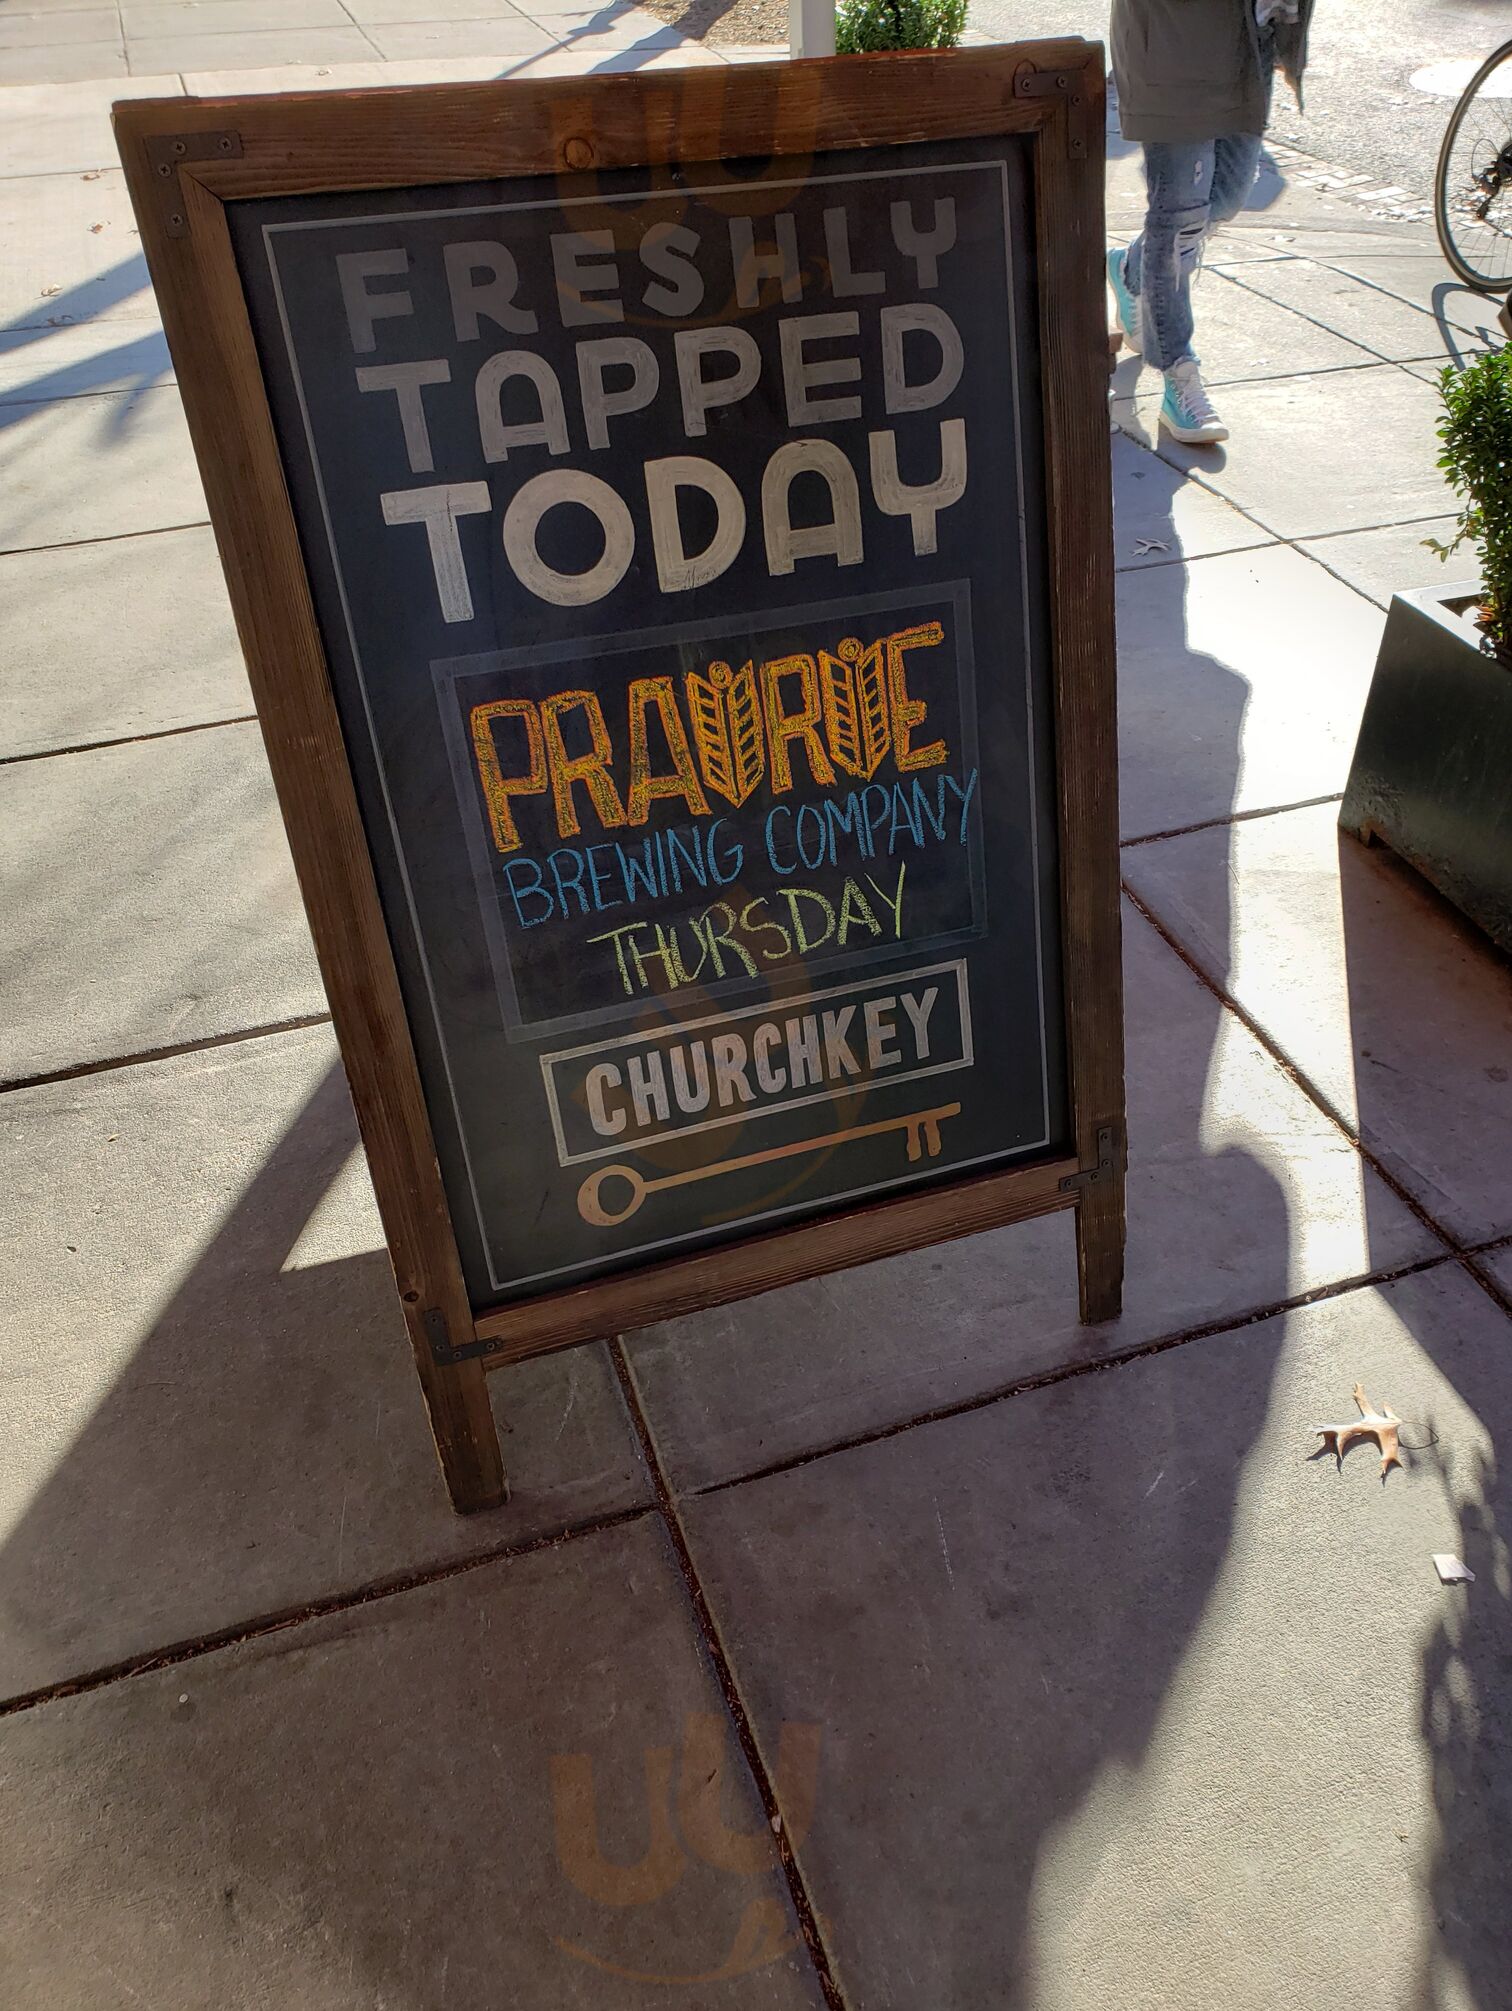 FRESHLY
TAPPED
TODAY
PRAIRIE
BREWING COMPANY
THURSDAY
CHURCHKEY